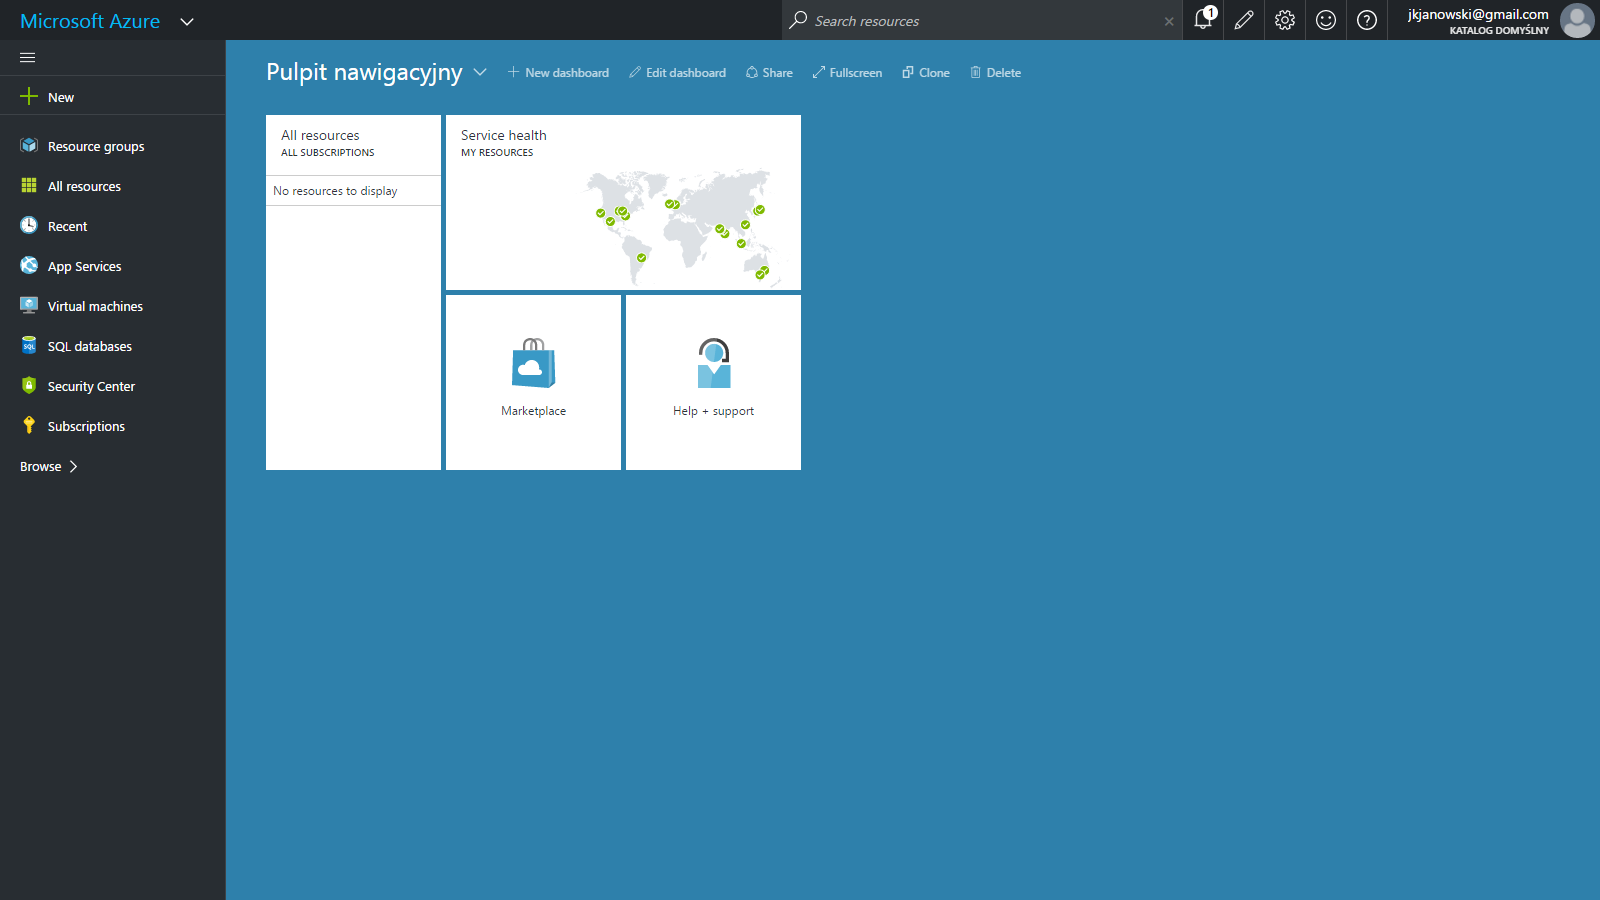 Microsoft Azure
Search resources
1
jkjanowski@gmail.com
KATALOG DOMYŚLNY
New
Resource groups
All resources
Recent
App Services
Virtual machines
SQL databases
Security Center
Subscriptions
Browse
Pulpit nawigacyjny
New dashboard
Edit dashboard
Share
Fullscreen
Clone
Delete
All resources
ALL SUBSCRIPTIONS
No resources to display
Service health
MY RESOURCES
Marketplace
Help + support
SQL